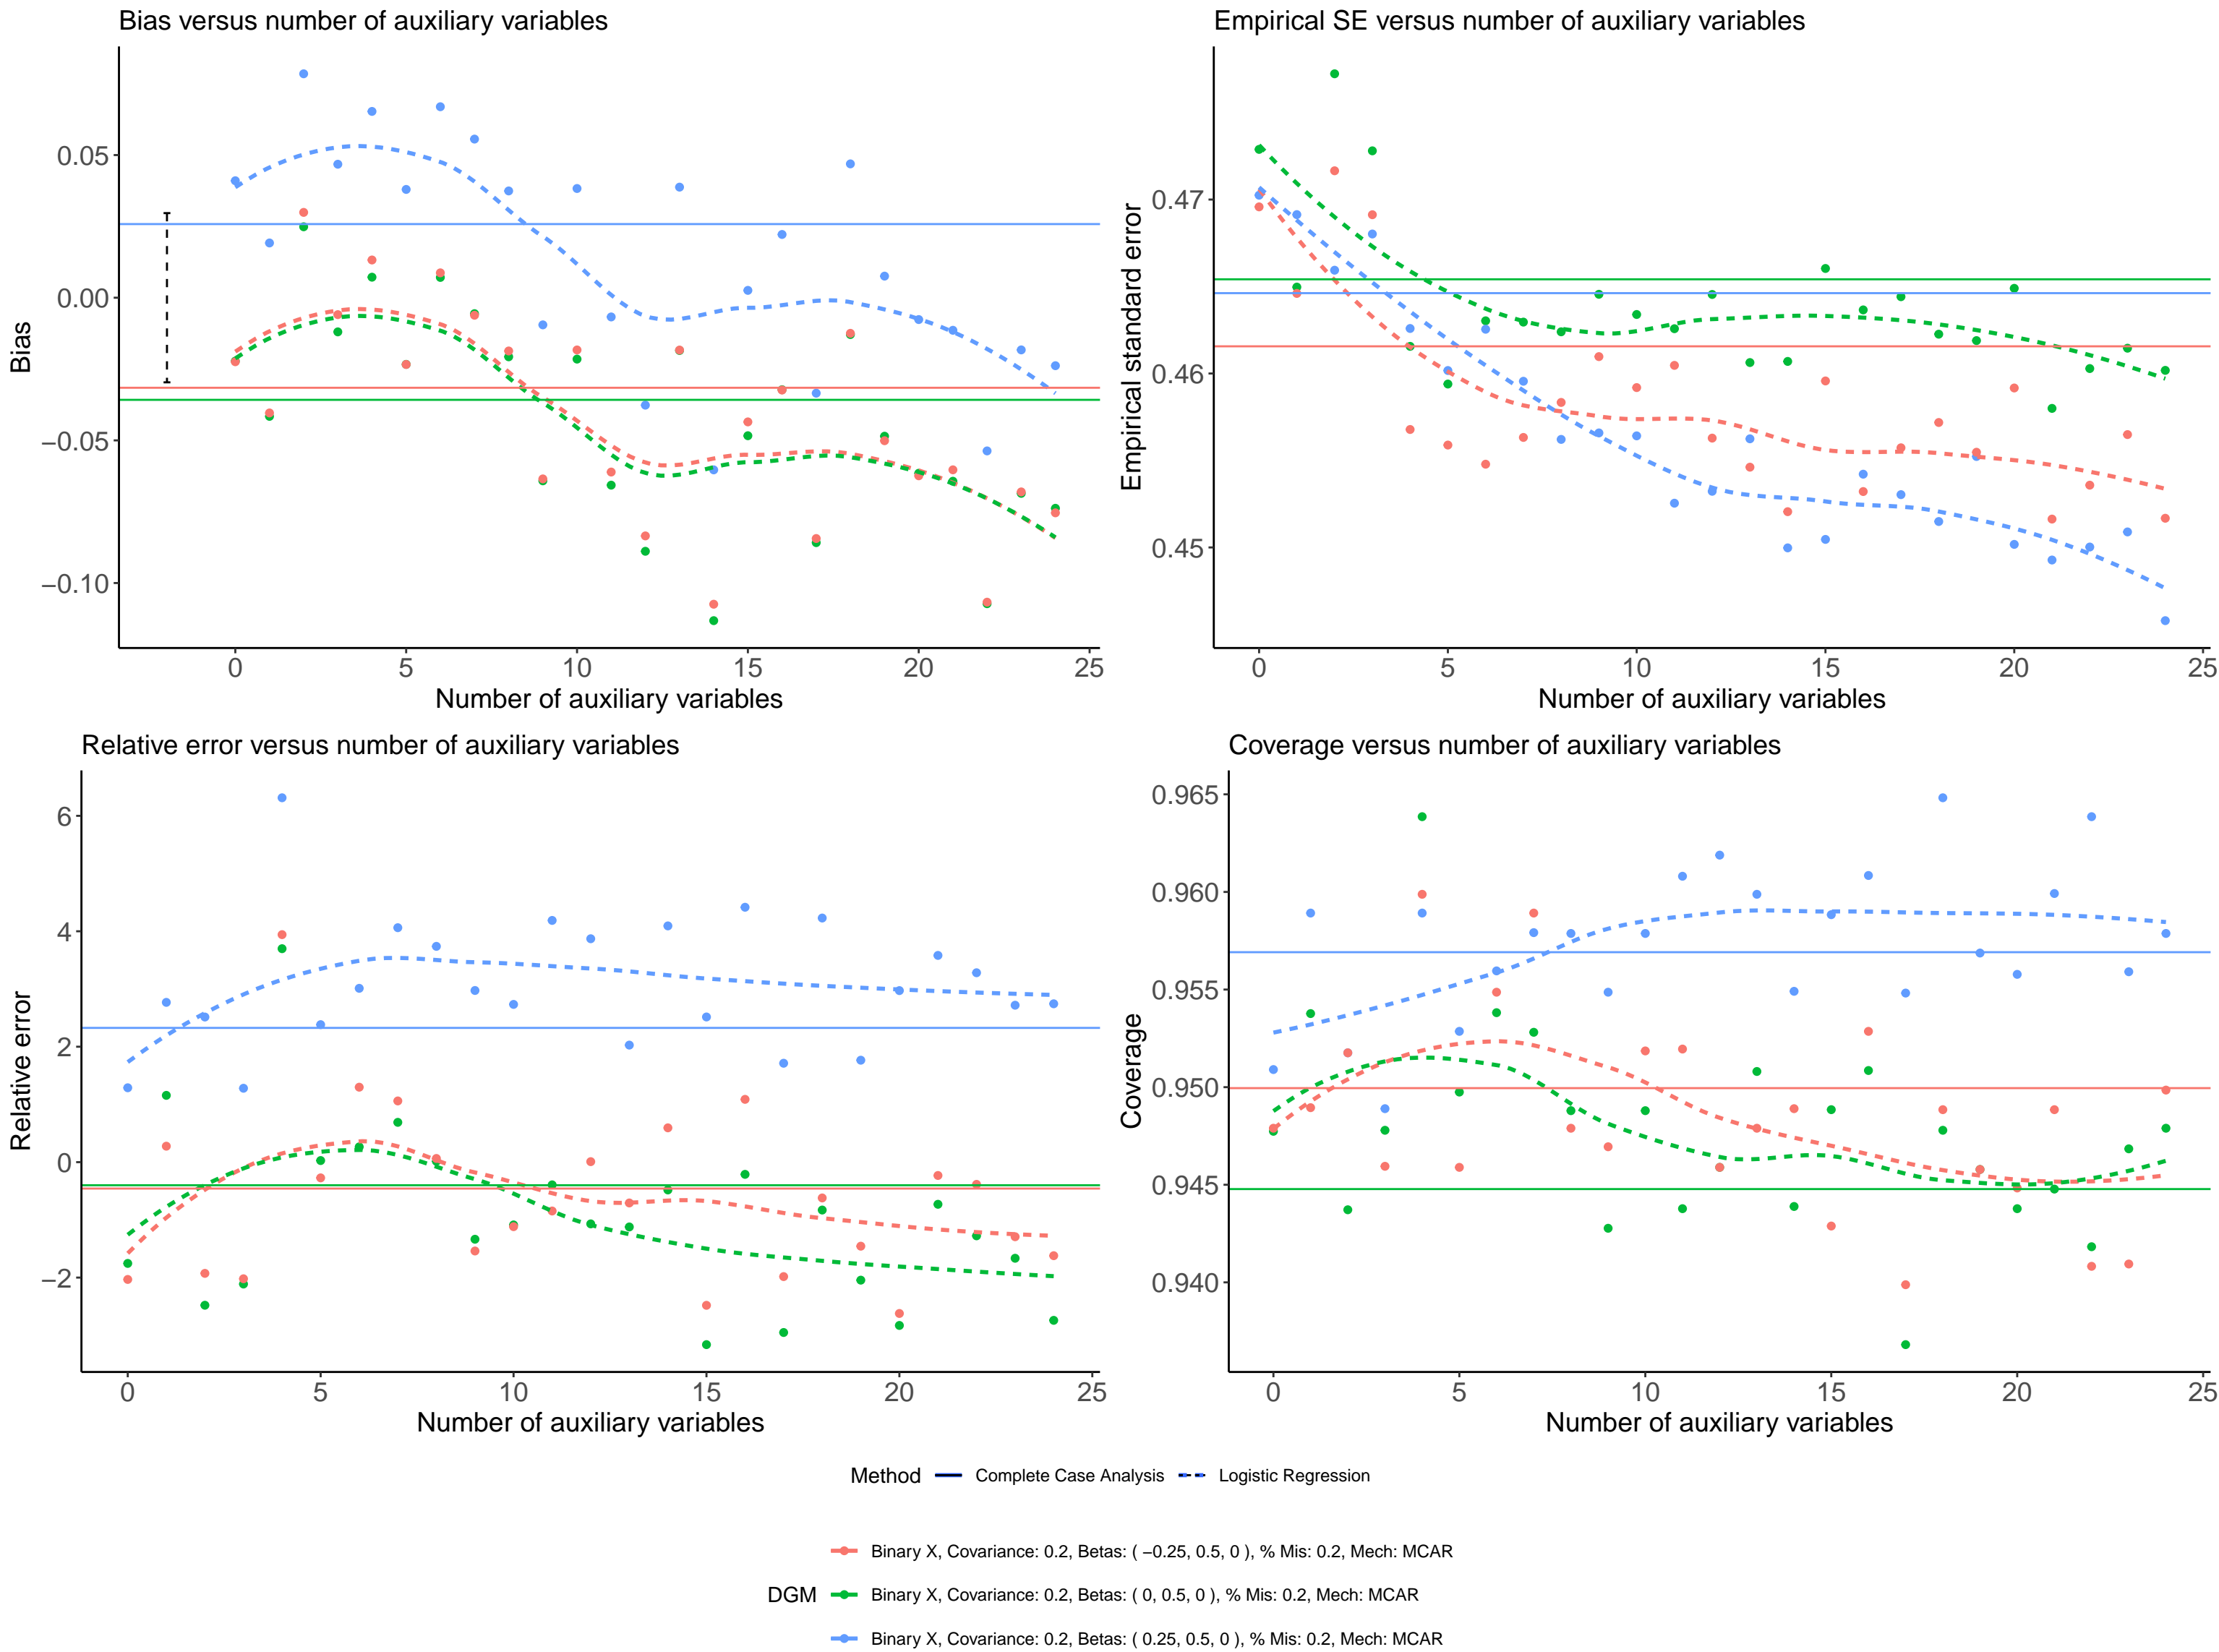 Bias versus number of auxiliary variables
0.05
0.00
−0.05
−0.10
Bias
0 5 10 15 20 25
Number of auxiliary variables
Empirical SE versus number of auxiliary variables
0.47
0.46
0.45
Empirical standard error
0 5 10 15 20 25
Number of auxiliary variables
Relative error versus number of auxiliary variables
6
4
2
0
−2
Relative error
0 5 10 15 20 25
Number of auxiliary variables
Coverage versus number of auxiliary variables
0.965
0.960
0.955
0.950
0.945
0.940
Coverage
0 5 10 15 20 25
Number of auxiliary variables
Method Complete Case Analysis Logistic Regression
Binary X, Covariance: 0.2, Betas: ( −0.25, 0.5, 0 ), % Mis: 0.2, Mech: MCAR
DGM Binary X, Covariance: 0.2, Betas: ( 0, 0.5, 0 ), % Mis: 0.2, Mech: MCAR
Binary X, Covariance: 0.2, Betas: ( 0.25, 0.5, 0 ), % Mis: 0.2, Mech: MCAR